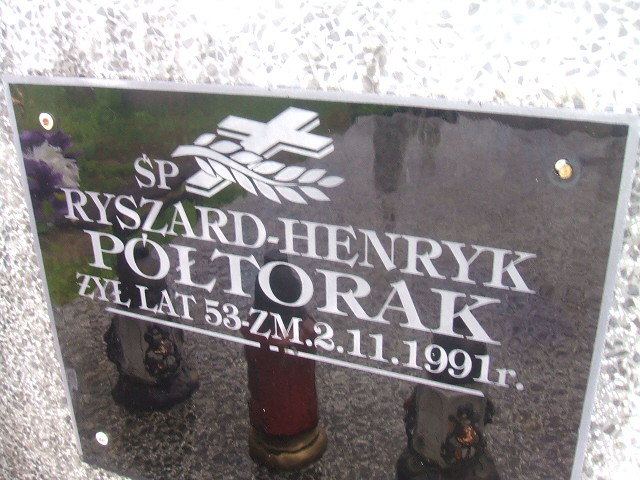 ŚP
RYSZARD-HENRYK
PÓŁTORAK
ŻYŁ LAT 53-ZM.2.11.1991r.